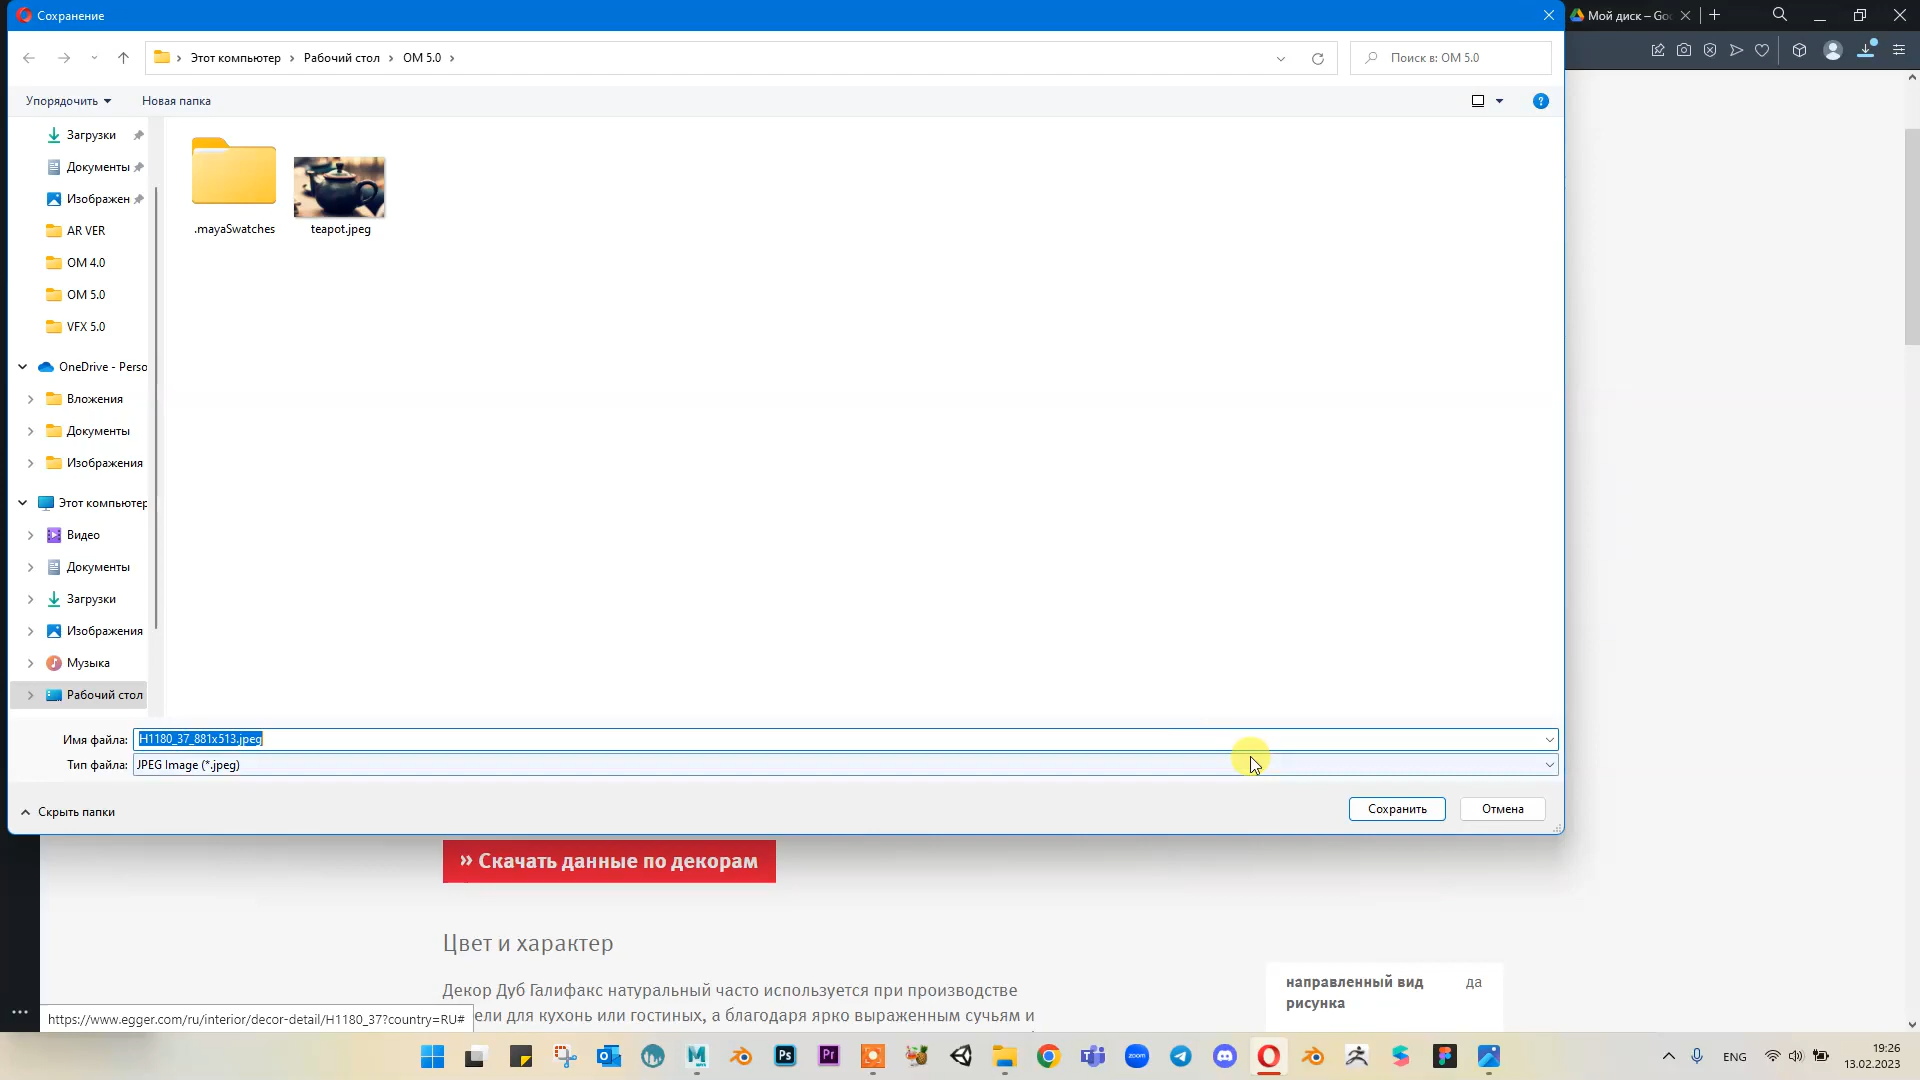 Сохранение
Мой диск – Goo
Этот компьютер
Рабочий стол
OM 5.0
Поиск в: OM 5.0
Упорядочить
Новая папка
Загрузки
Документы
Изображен
AR VER
OM 4.0
OM 5.0
VFX 5.0
OneDrive - Perso
Вложения
Документы
Изображения
Этот компьютер
Видео
Документы
Загрузки
Изображения
Музыка
Рабочий стол
.mayaSwatches
teapot.jpeg
Имя файла: H1180_37_881x513.jpeg
Тип файла: JPEG Image (*.jpeg)
Скрыть папки
Сохранить
Отмена
» Скачать данные по декорам
Цвет и характер
Декор Дуб Галифакс натуральный часто используется при производстве
ели для кухонь или гостиных, а благодаря ярко выраженным сучьям и
направленный вид да
рисунка
https://www.egger.com/ru/interior/decor-detail/H1180_37?country=RU#
Ps
Pr
zoom
ENG
19:26
13.02.2023